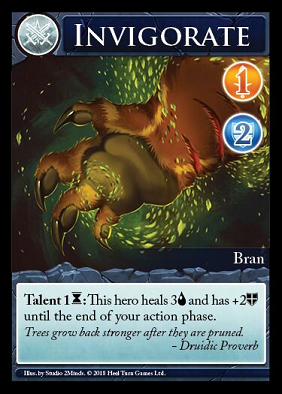 INVIGORATE
1
2
Bran
Talent 1: This hero heals 3 and has +2
until the end of your action phase.
Trees grow back stronger after they are pruned.
- Druidic Proverb
Illus. by Studio 2Minds. © 2018 Heel Turn Games Ltd.